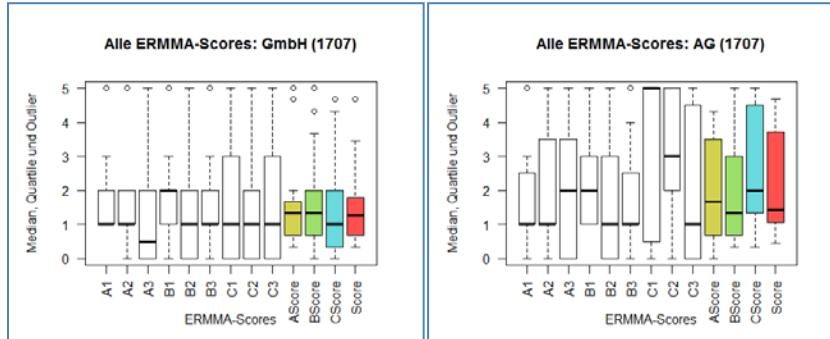 Alle ERMMA-Scores: GmbH (1707)
Median, Quartile und Outlier
5
4
3
2
1
0
A1 A2 A3 B1 B2 B3 C1 C2 C3 AScore BScore CScore Score
ERMMA-Scores
Alle ERMMA-Scores: AG (1707)
Median, Quartile und Outlier
5
4
3
2
1
0
A1 A2 A3 B1 B2 B3 C1 C2 C3 AScore BScore CScore Score
ERMMA-Scores